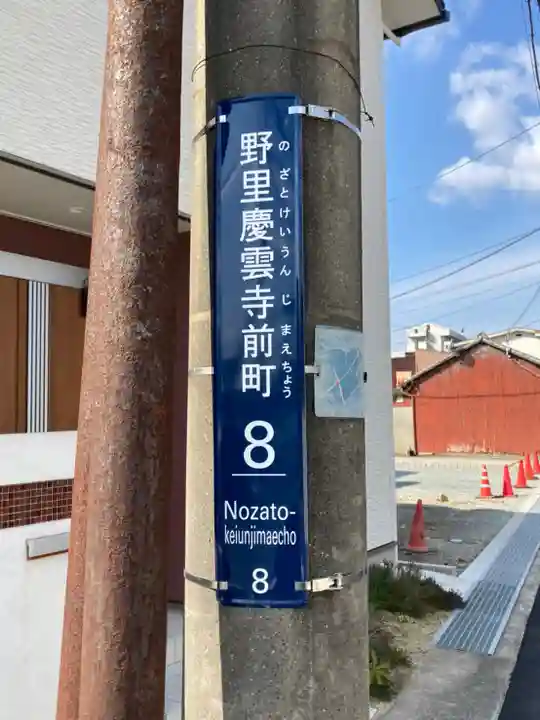 野里慶雲寺前町
のざとけいうんじまえちょう
8
Nozato-
keiunjimaecho
8